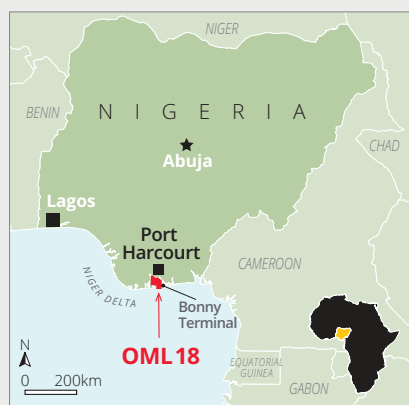 NIGER
BENIN
NIGERIA
Abuja
CHAD
Lagos
Port
Harcourt
CAMEROON
NIGER DELTA
Bonny
Terminal
N
OML 18
EQUATORIAL
GUINEA
0 200km
GABON